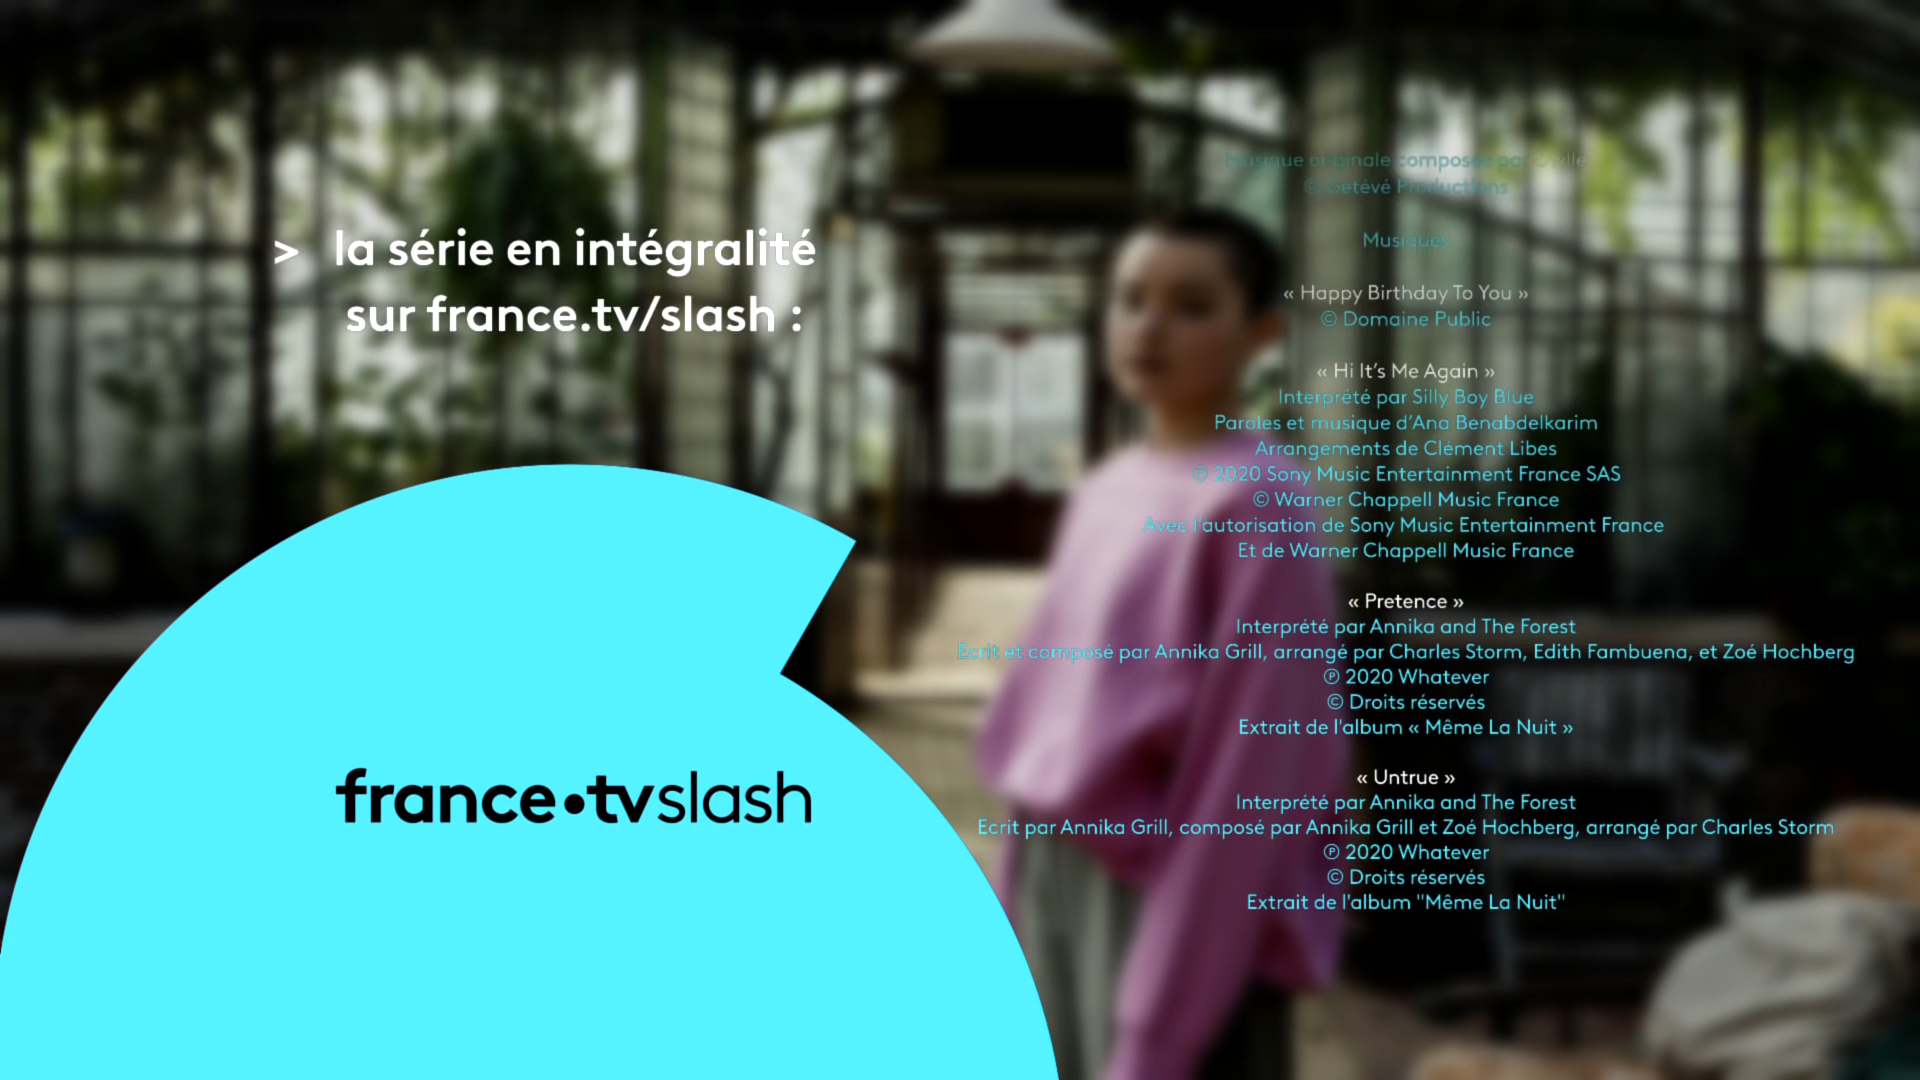 > la série en intégralité
sur france.tv/slash :
france•tvslash
Musique originale composée par
© Getévé Productions
Musiques
« Happy Birthday To You »
© Domaine Public
« Hi It’s Me Again »
Interprété par Silly Boy Blue
Paroles et musique d’Ana Benabdelkarim
Arrangements de Clément Libes
℗ 2020 Sony Music Entertainment France SAS
© Warner Chappell Music France
Avec l’autorisation de Sony Music Entertainment France
Et de Warner Chappell Music France
« Pretence »
Interprété par Annika and The Forest
Ecrit et composé par Annika Grill, arrangé par Charles Storm, Edith Fambuena, et Zoé Hochberg
℗ 2020 Whatever
© Droits réservés
Extrait de l'album « Même La Nuit »
« Untrue »
Interprété par Annika and The Forest
Ecrit par Annika Grill, composé par Annika Grill et Zoé Hochberg, arrangé par Charles Storm
℗ 2020 Whatever
© Droits réservés
Extrait de l'album "Même La Nuit"